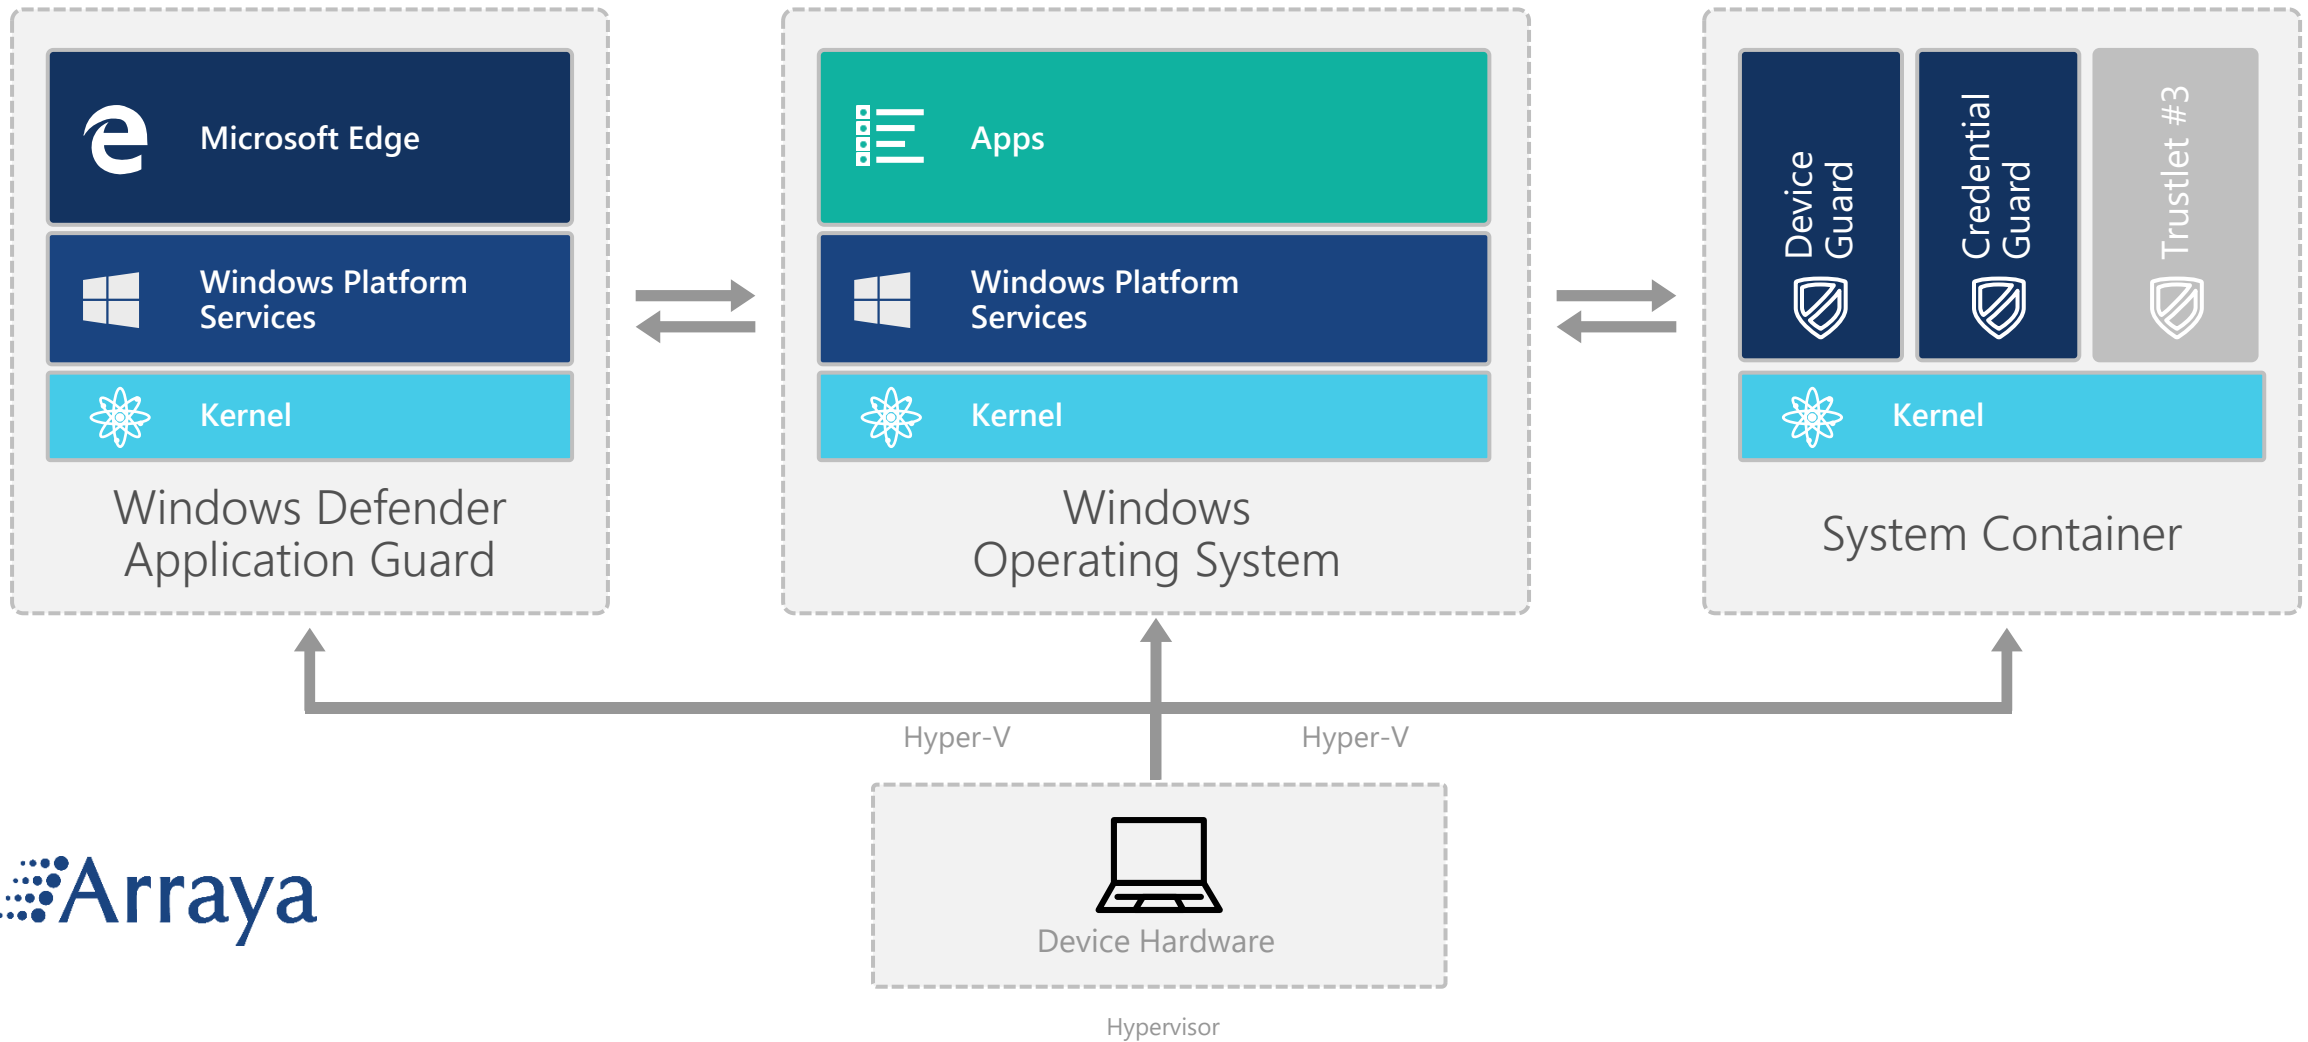 Microsoft Edge
Windows Platform
Services
Kernel
Windows Defender
Application Guard
Apps
Windows Platform
Services
Kernel
Windows
Operating System
Device
Guard
Credential
Guard
Trustlet #3
Kernel
System Container
Hyper-V
Hyper-V
Device Hardware
Hypervisor
Arraya